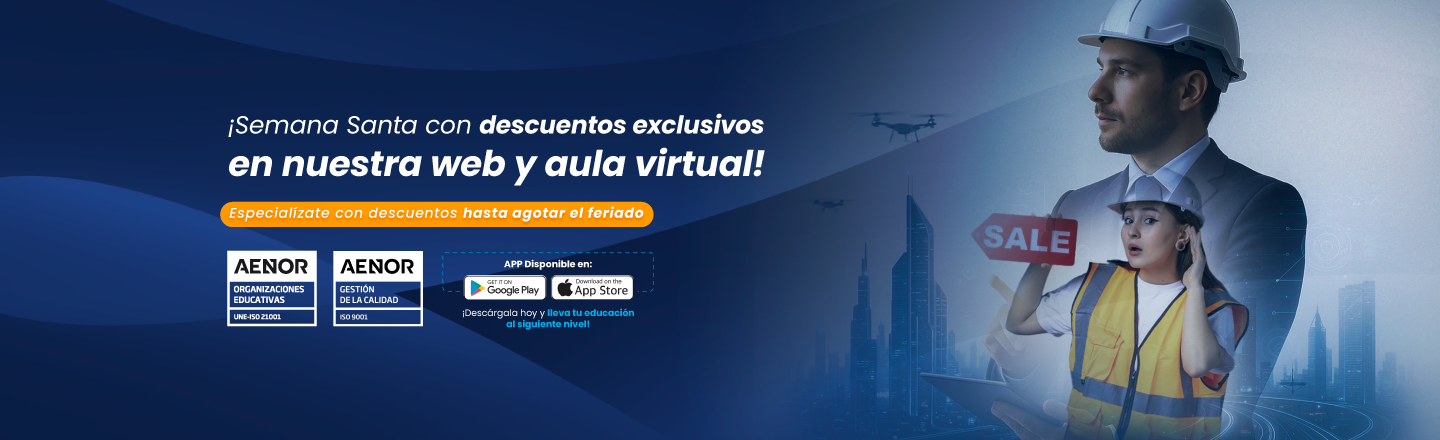 ¡Semana Santa con descuentos exclusivos
en nuestra web y aula virtual!
Especialízate con descuentos hasta agotar el feriado
AENOR
ORGANIZACIONES
EDUCATIVAS
UNE-ISO 21001
AENOR
GESTIÓN
DE LA CALIDAD
ISO 9001
APP Disponible en:
GET IT ON
Google Play
Download on the
App Store
¡Descárgala hoy y lleva tu educación
al siguiente nivel!
SALE